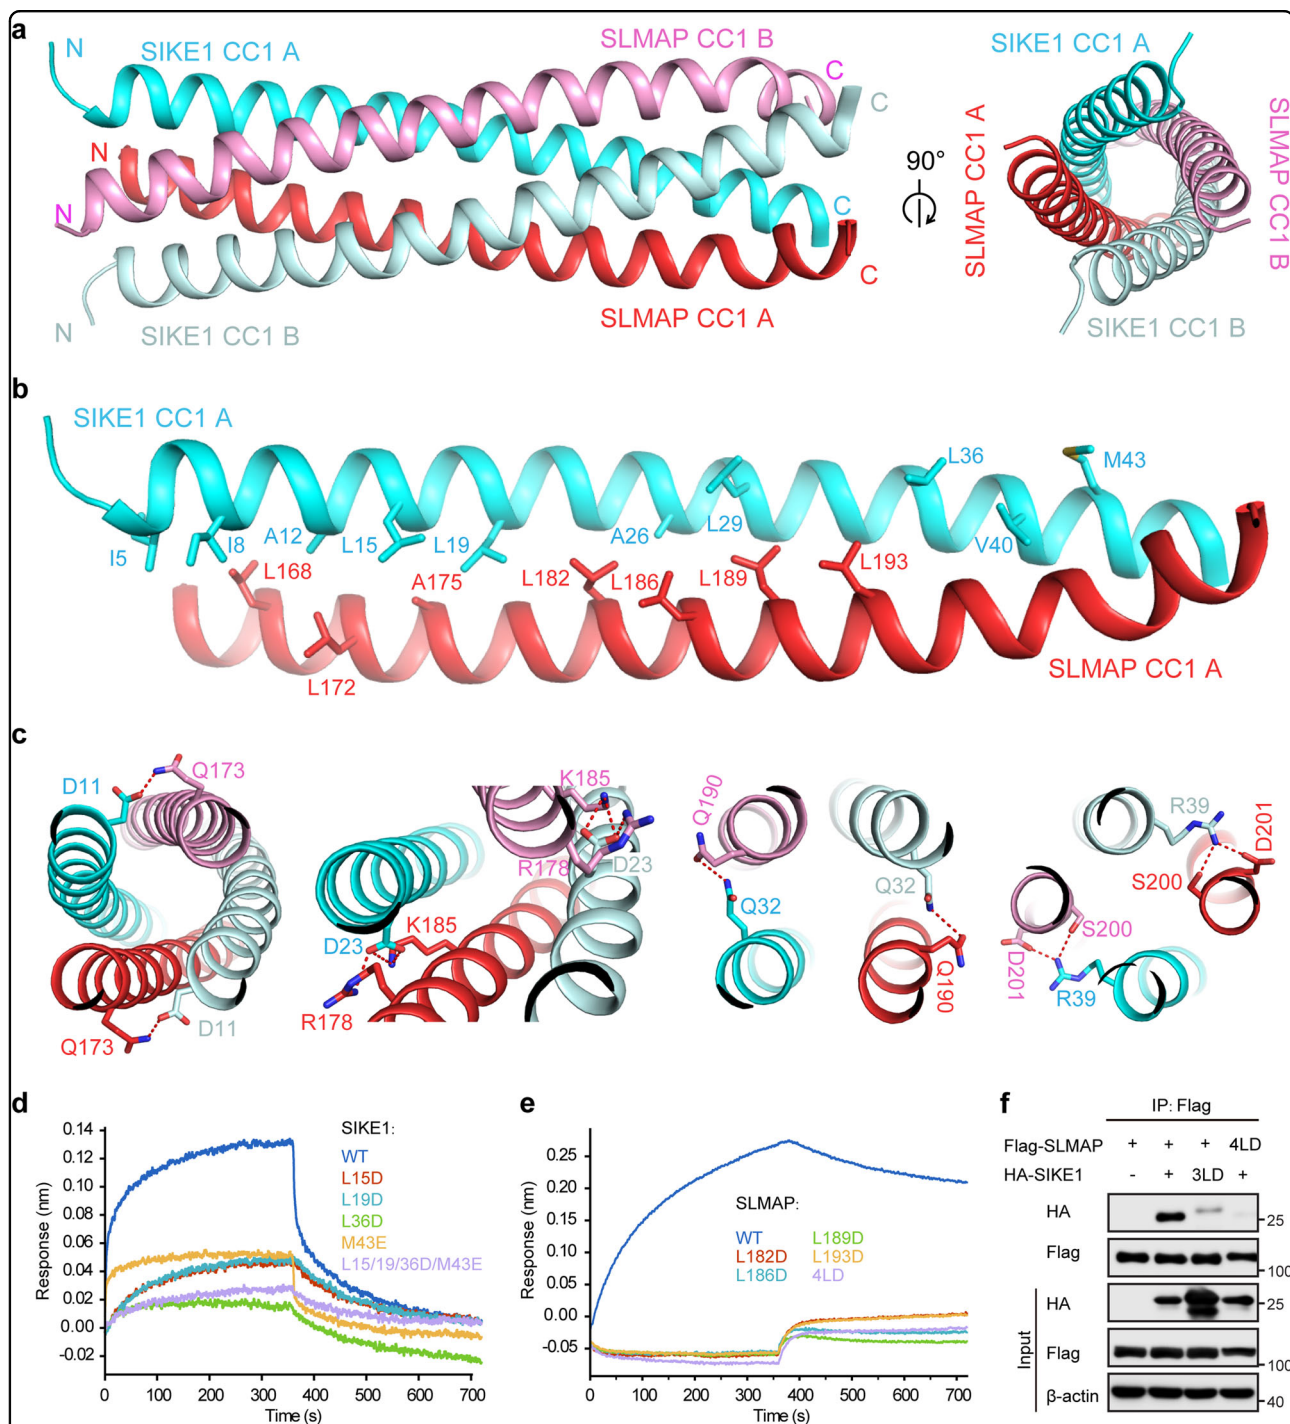 a
N
SIKE1 CC1 A
SLMAP CC1 B
C
C
N
N
C
C
N
SIKE1 CC1 B
SLMAP CC1 A
90°
SIKE1 CC1 A
SLMAP CC1 A
SLMAP CC1 B
SIKE1 CC1 B
b
SIKE1 CC1 A
I5
I8
A12
L15
L19
A26
L29
L36
V40
M43
L168
L172
A175
L182
L186
L189
L193
SLMAP CC1 A
c
D11
Q173
Q173
D11
K185
R178
D23
D23
K185
R178
Q190
Q32
Q32
Q190
R39
D201
S200
S200
D201
R39
d
Response (nm)
0.14
0.12
0.10
0.08
0.06
0.04
0.02
0.00
-0.02
0 100 200 300 400 500 600 700
Time (s)
SIKE1:
WT
L15D
L19D
L36D
M43E
L15/19/36D/M43E
e
Response (nm)
0.25
0.20
0.15
0.10
0.05
0.00
-0.05
0 100 200 300 400 500 600 700
Time (s)
SLMAP:
WT
L182D
L186D
L189D
L193D
4LD
f
IP: Flag
Flag-SLMAP + + + 4LD
HA-SIKE1 - + 3LD +
HA 25
Flag 100
Input
HA 25
Flag 100
β-actin 40